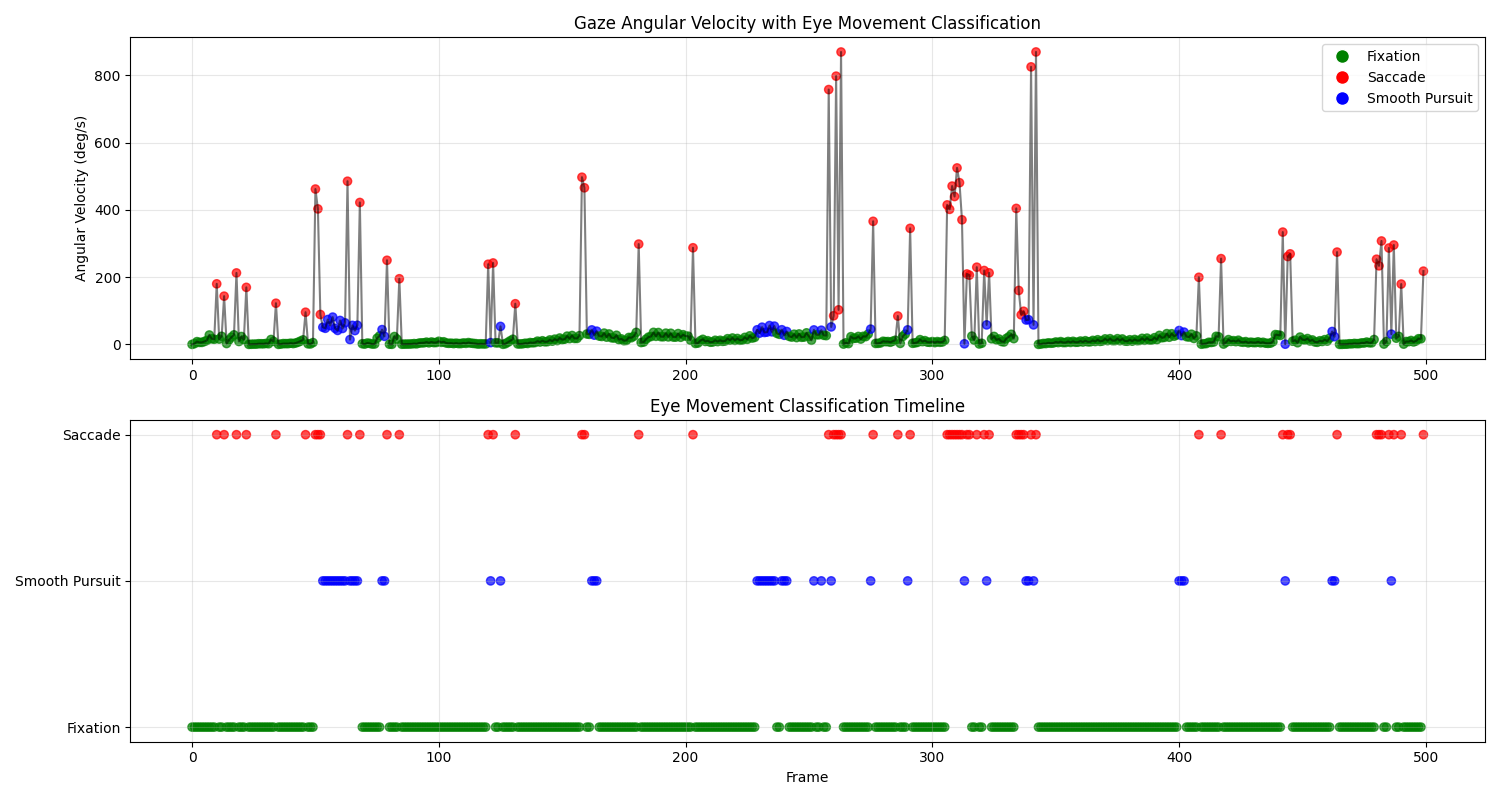 Gaze Angular Velocity with Eye Movement Classification
Angular Velocity (deg/s)
800
600
400
200
0
Fixation
Saccade
Smooth Pursuit
0 100 200 300 400 500
Eye Movement Classification Timeline
Saccade
Smooth Pursuit
Fixation
0 100 200 300 400 500
Frame